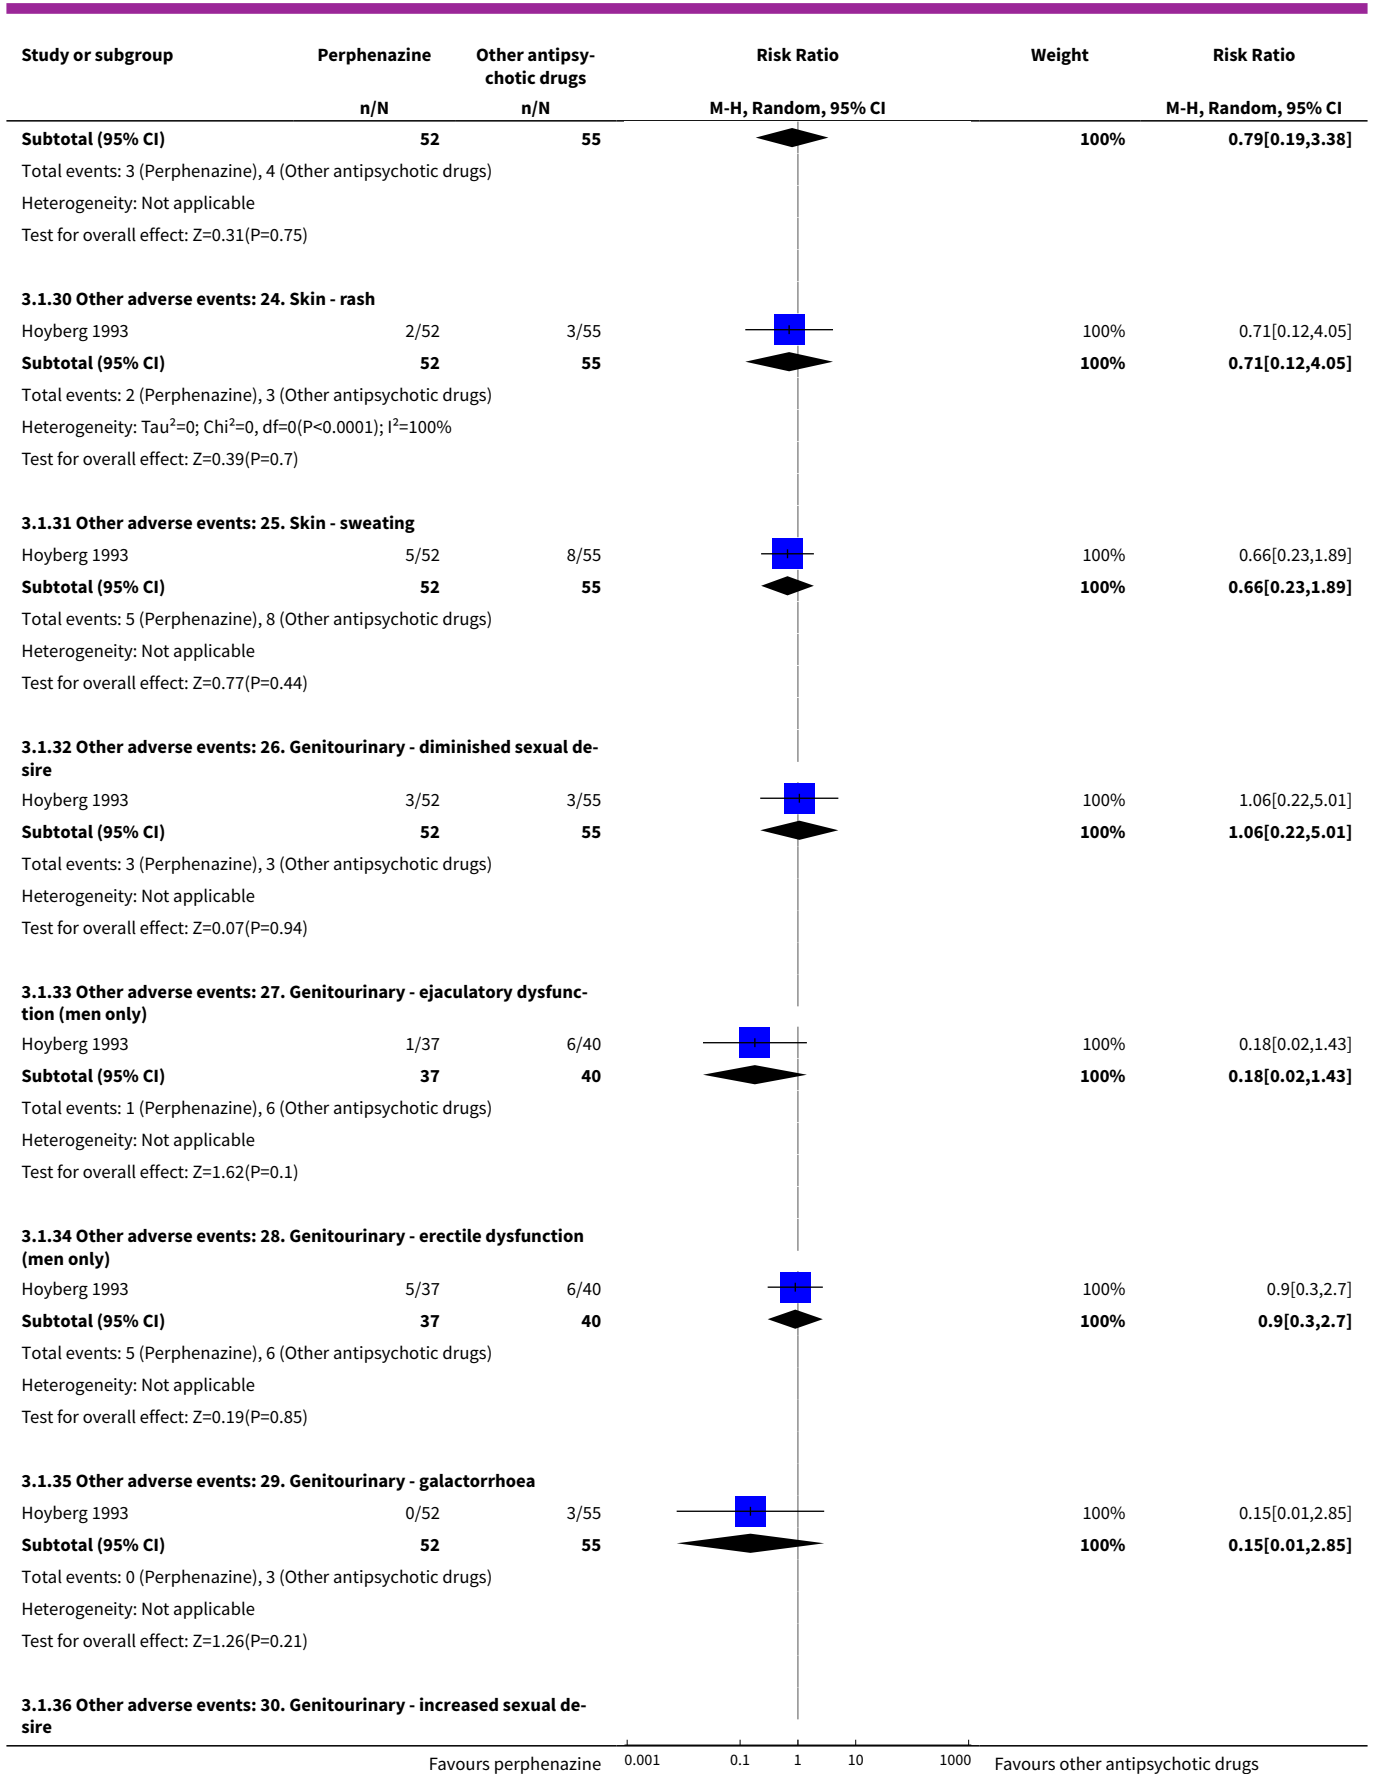 Study or subgroup Perphenazine Other antipsy- Risk Ratio Weight Risk Ratio
chotic drugs
n/N n/N M-H, Random, 95% CI M-H, Random, 95% CI
Subtotal (95% CI) 52 55 100% 0.79[0.19,3.38]
Total events: 3 (Perphenazine), 4 (Other antipsychotic drugs)
Heterogeneity: Not applicable
Test for overall effect: Z=0.31(P=0.75)
3.1.30 Other adverse events: 24. Skin - rash
Hoyberg 1993 2/52 3/55 100% 0.71[0.12,4.05]
Subtotal (95% CI) 52 55 100% 0.71[0.12,4.05]
Total events: 2 (Perphenazine), 3 (Other antipsychotic drugs)
Heterogeneity: Tau²=0; Chi²=0, df=0(P<0.0001); I²=100%
Test for overall effect: Z=0.39(P=0.7)
3.1.31 Other adverse events: 25. Skin - sweating
Hoyberg 1993 5/52 8/55 100% 0.66[0.23,1.89]
Subtotal (95% CI) 52 55 100% 0.66[0.23,1.89]
Total events: 5 (Perphenazine), 8 (Other antipsychotic drugs)
Heterogeneity: Not applicable
Test for overall effect: Z=0.77(P=0.44)
3.1.32 Other adverse events: 26. Genitourinary - diminished sexual de-
sire
Hoyberg 1993 3/52 3/55 100% 1.06[0.22,5.01]
Subtotal (95% CI) 52 55 100% 1.06[0.22,5.01]
Total events: 3 (Perphenazine), 3 (Other antipsychotic drugs)
Heterogeneity: Not applicable
Test for overall effect: Z=0.07(P=0.94)
3.1.33 Other adverse events: 27. Genitourinary - ejaculatory dysfunc-
tion (men only)
Hoyberg 1993 1/37 6/40 100% 0.18[0.02,1.43]
Subtotal (95% CI) 37 40 100% 0.18[0.02,1.43]
Total events: 1 (Perphenazine), 6 (Other antipsychotic drugs)
Heterogeneity: Not applicable
Test for overall effect: Z=1.62(P=0.1)
3.1.34 Other adverse events: 28. Genitourinary - erectile dysfunction
(men only)
Hoyberg 1993 5/37 6/40 100% 0.9[0.3,2.7]
Subtotal (95% CI) 37 40 100% 0.9[0.3,2.7]
Total events: 5 (Perphenazine), 6 (Other antipsychotic drugs)
Heterogeneity: Not applicable
Test for overall effect: Z=0.19(P=0.85)
3.1.35 Other adverse events: 29. Genitourinary - galactorrhoea
Hoyberg 1993 0/52 3/55 100% 0.15[0.01,2.85]
Subtotal (95% CI) 52 55 100% 0.15[0.01,2.85]
Total events: 0 (Perphenazine), 3 (Other antipsychotic drugs)
Heterogeneity: Not applicable
Test for overall effect: Z=1.26(P=0.21)
3.1.36 Other adverse events: 30. Genitourinary - increased sexual de-
sire
Favours perphenazine 0.001 0.1 1 10 1000 Favours other antipsychotic drugs